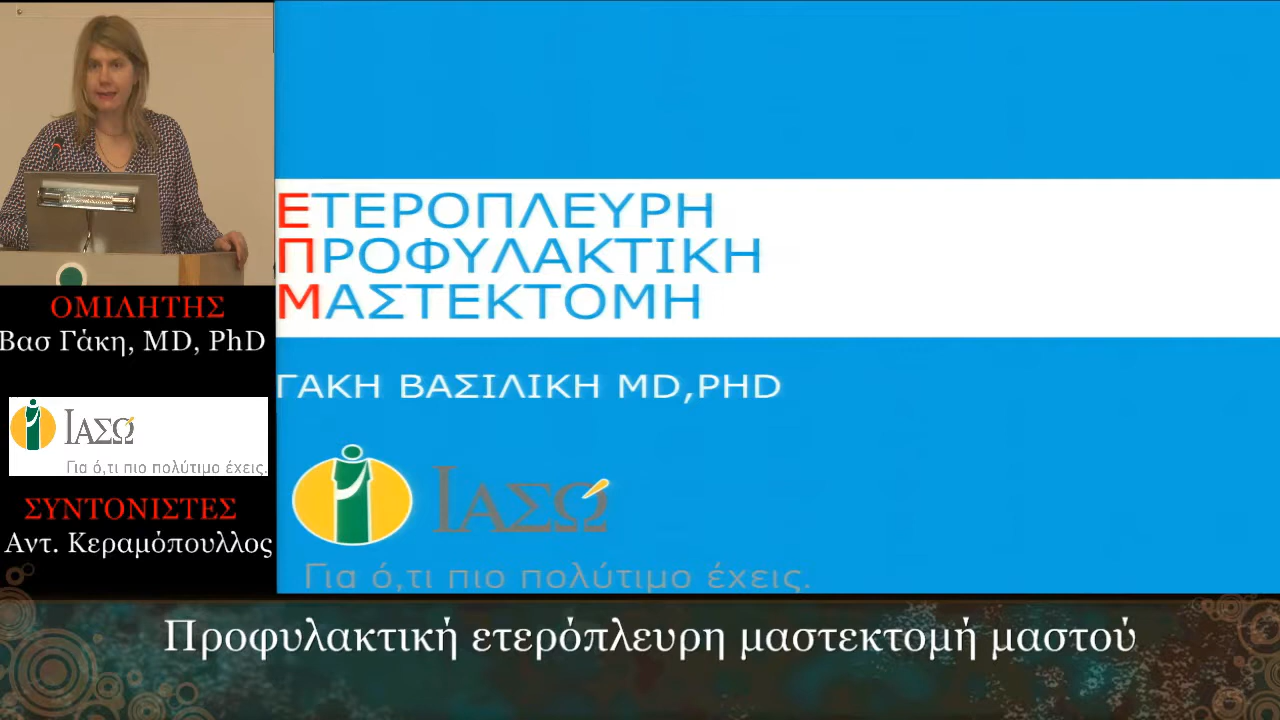 ΟΜΙΛΗΤΗΣ
Βασ Γάκη, MD, PhD
ΙΑΣΩ
Για ό,τι πιο πολύτιμο έχεις.
ΣΥΝΤΟΝΙΣΤΕΣ
Αντ. Κεραμόπουλλος
ΕΤΕΡΟΠΛΕΥΡΗ
ΠΡΟΦΥΛΑΚΤΙΚΗ
ΜΑΣΤΕΚΤΟΜΗ
ΓΑΚΗ ΒΑΣΙΛΙΚΗ MD,PHD
ΙΑΣΩ
Για ό,τι πιο πολύτιμο έχεις.
Προφυλακτική ετερόπλευρη μαστεκτομή μαστού